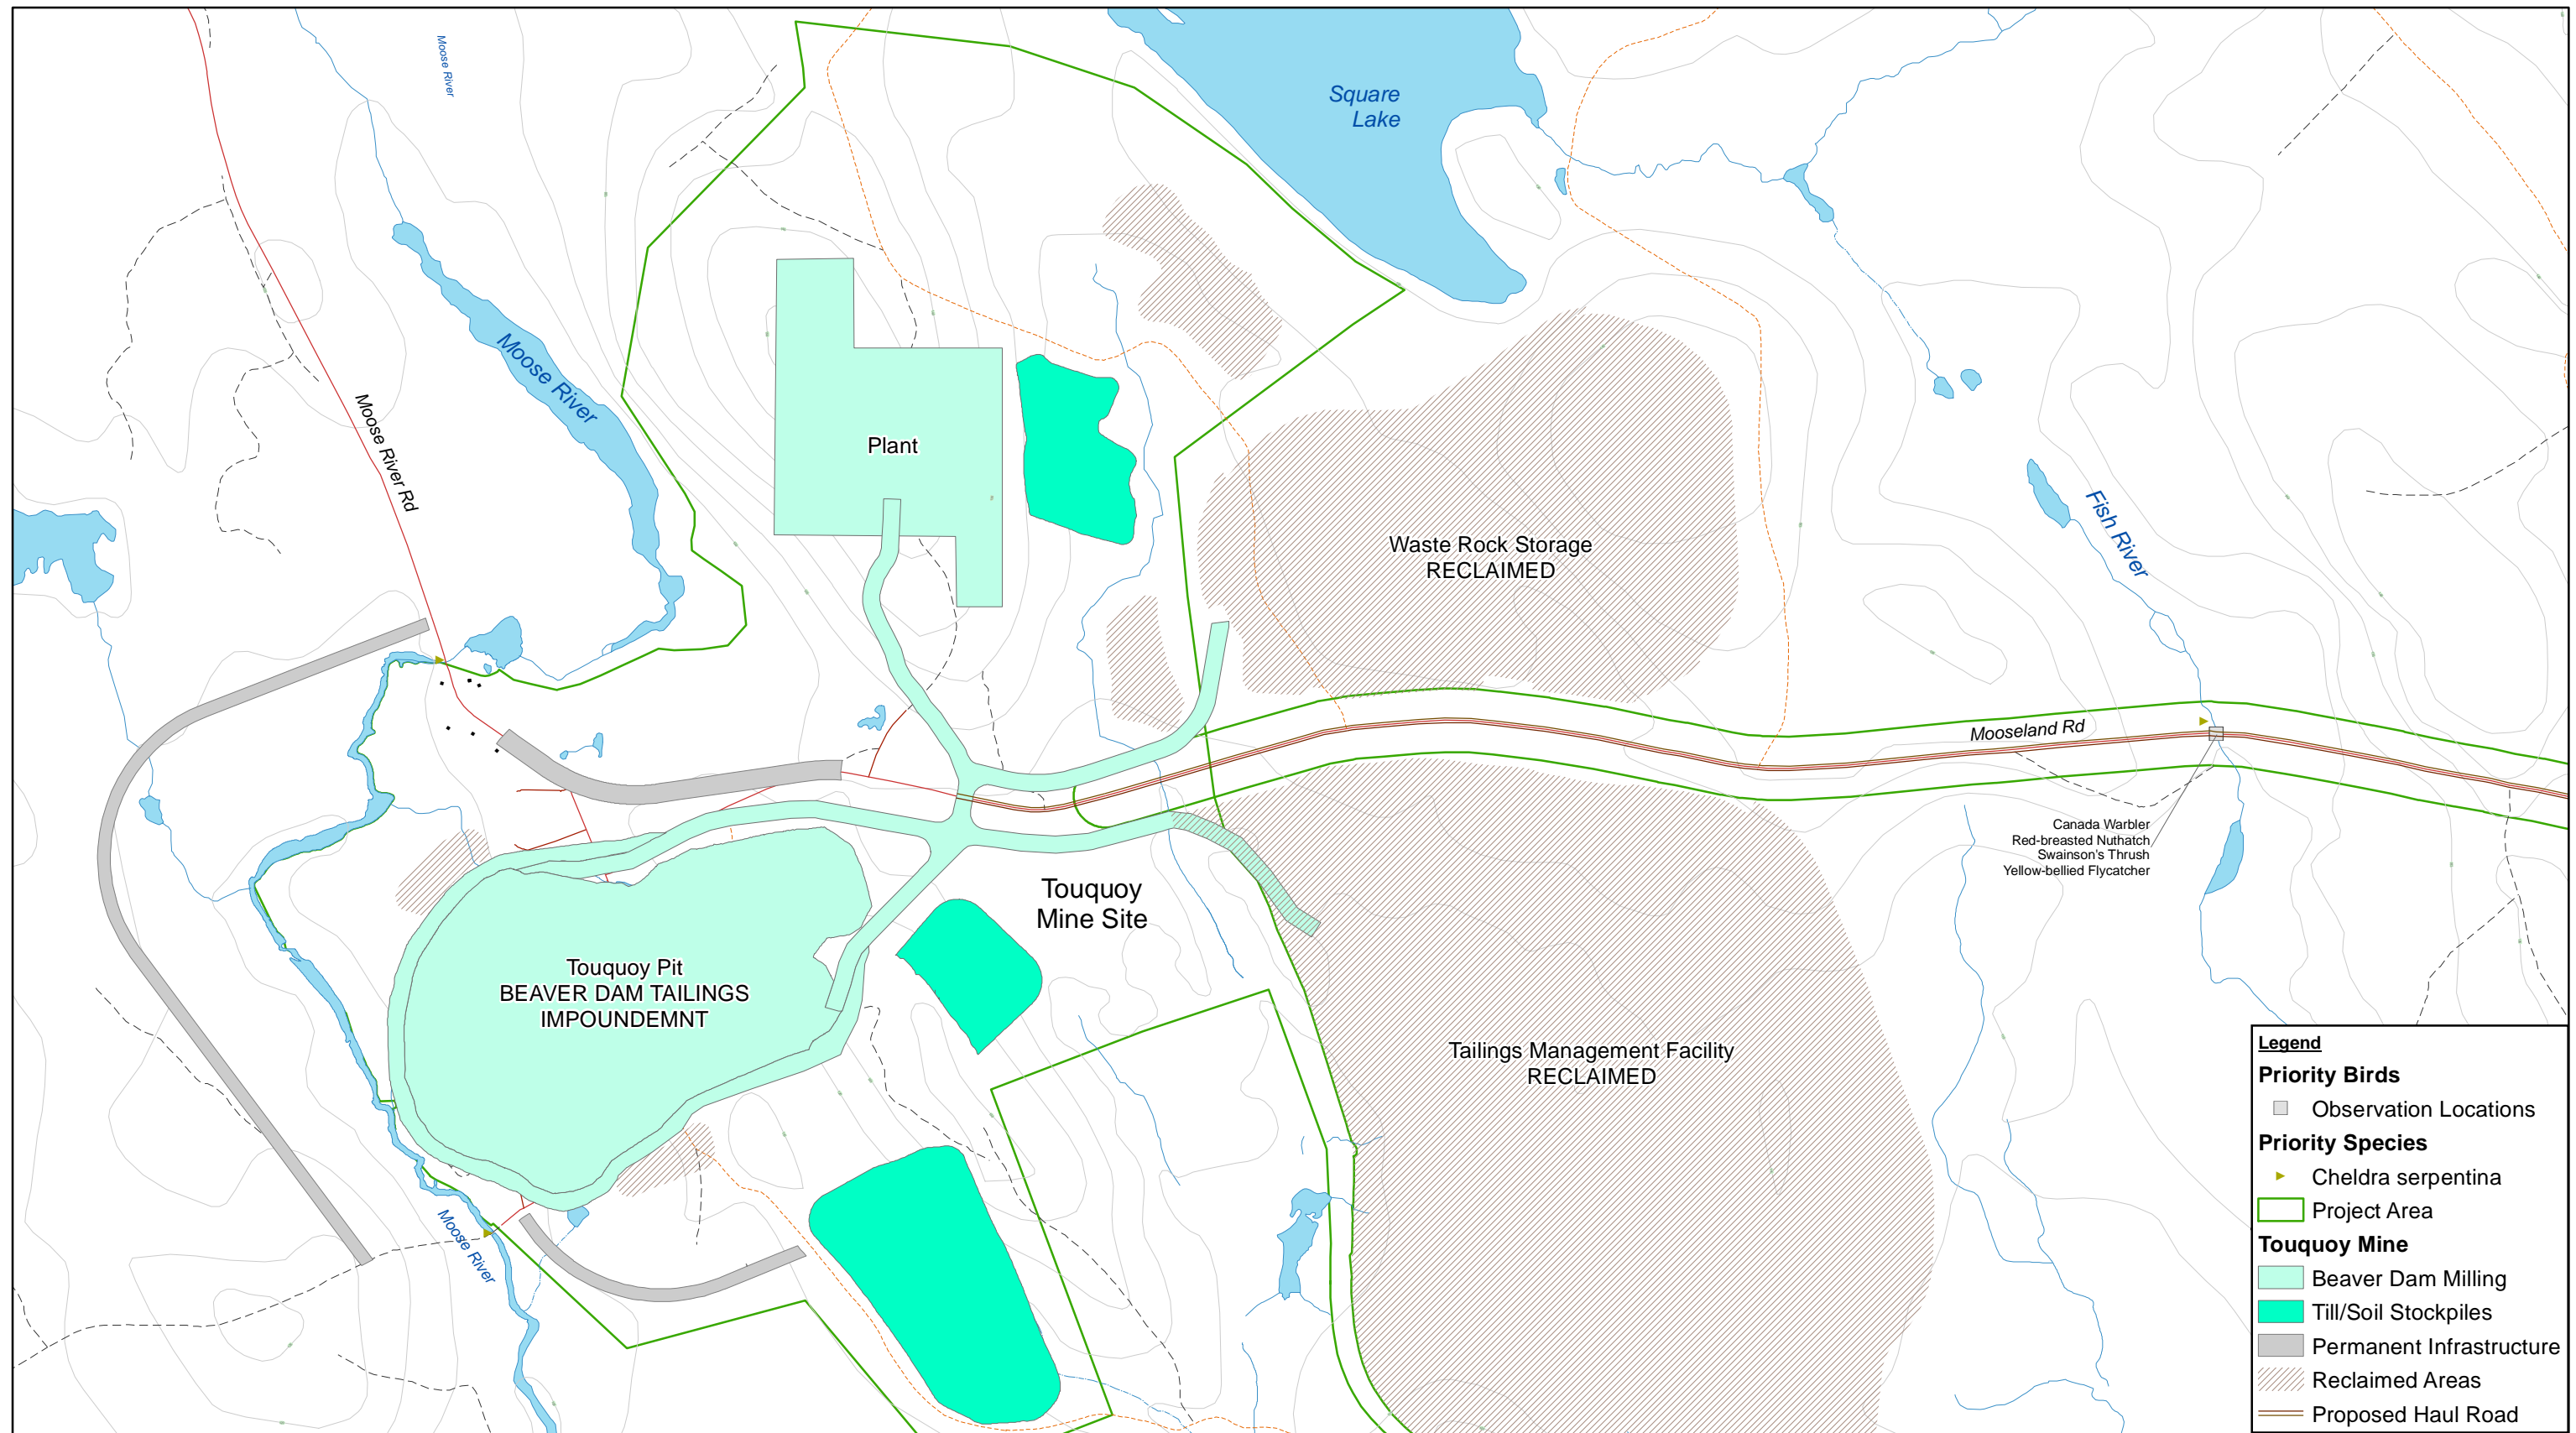 Moose River
Square
Lake
Moose River
Moose River Rd
Plant
Waste Rock Storage
RECLAIMED
Fish River
Mooseland Rd
Canada Warbler
Red-breasted Nuthatch
Swainson's Thrush
Yellow-bellied Flycatcher
Touquoy
Mine Site
Touquoy Pit
BEAVER DAM TAILINGS
IMPOUNDEMNT
Tailings Management Facility
RECLAIMED
Moose River
Legend
Priority Birds
Observation Locations
Priority Species
Cheldra serpentina
Project Area
Touquoy Mine
Beaver Dam Milling
Till/Soil Stockpiles
Permanent Infrastructure
Reclaimed Areas
Proposed Haul Road